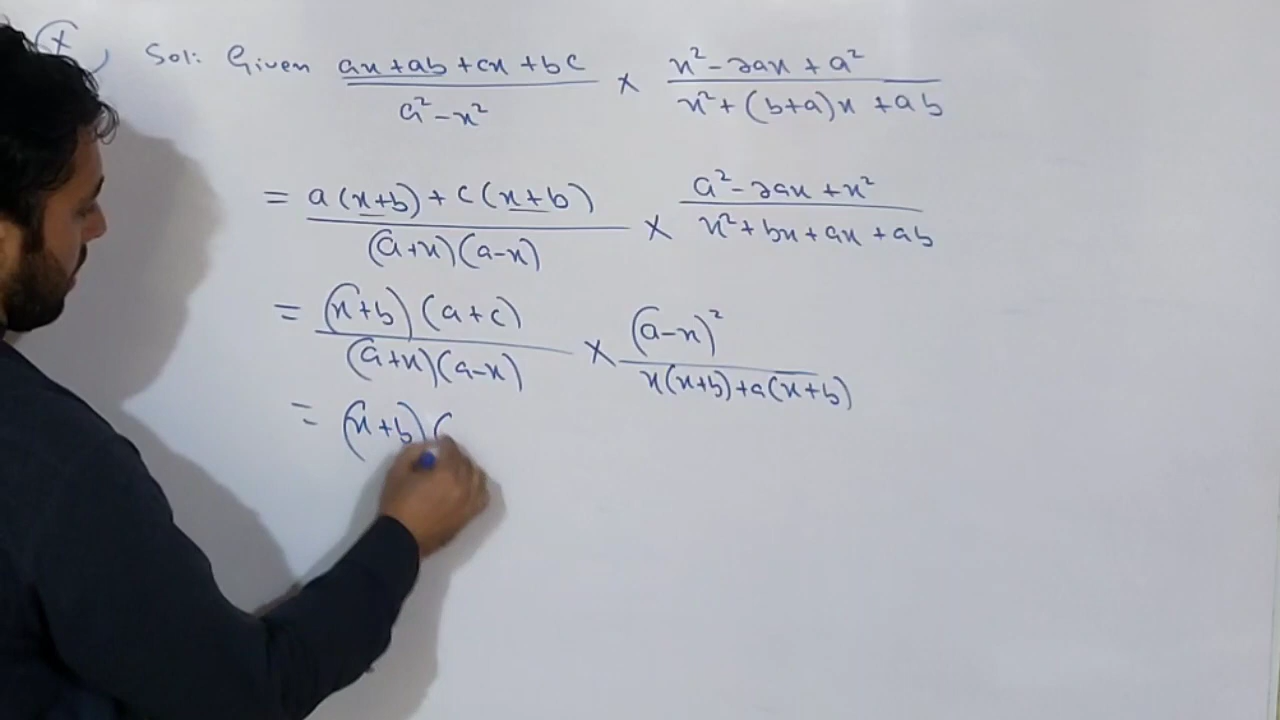 (x) Sol: Given (ax + ab + cx + bc)/(a² - x²) × (x² - 2ax + a²)/(x² + (b+a)x + ab)
= (a(x+b) + c(x+b))/((a+x)(a-x)) × (a² - 2ax + x²)/(x² + bx + ax + ab)
= ((x+b)(a+c))/((a+x)(a-x)) × (a-x)²/(x(x+b)+a(x+b))
= (x+b)(